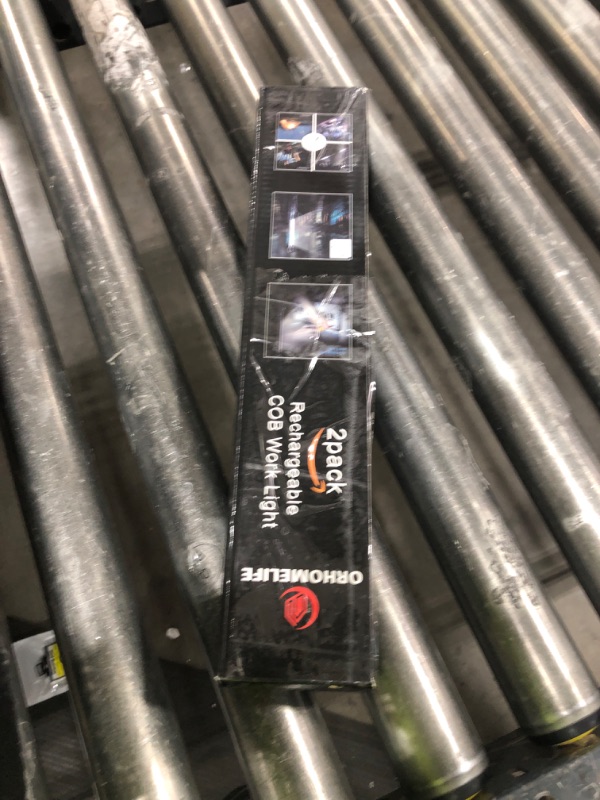 2pack
Rechargeable
COB Work Light
ORHOMELIFE